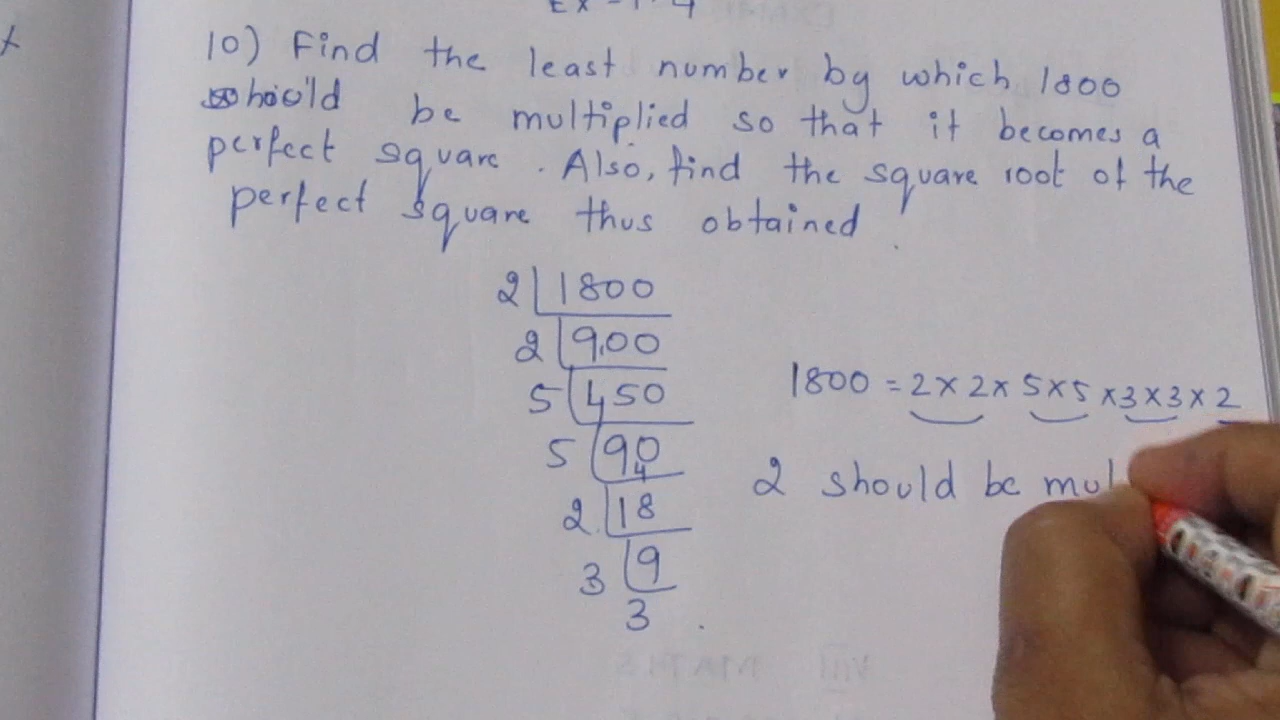 10) Find the least number by which 1800
should be multiplied so that it becomes a
perfect square. Also, find the square root of the
perfect square thus obtained.
2 | 1800
2 | 900
5 | 450
5 | 90
2 | 18
3 | 9
3
1800 = 2 × 2 × 5 × 5 × 3 × 3 × 2
2 should be mul